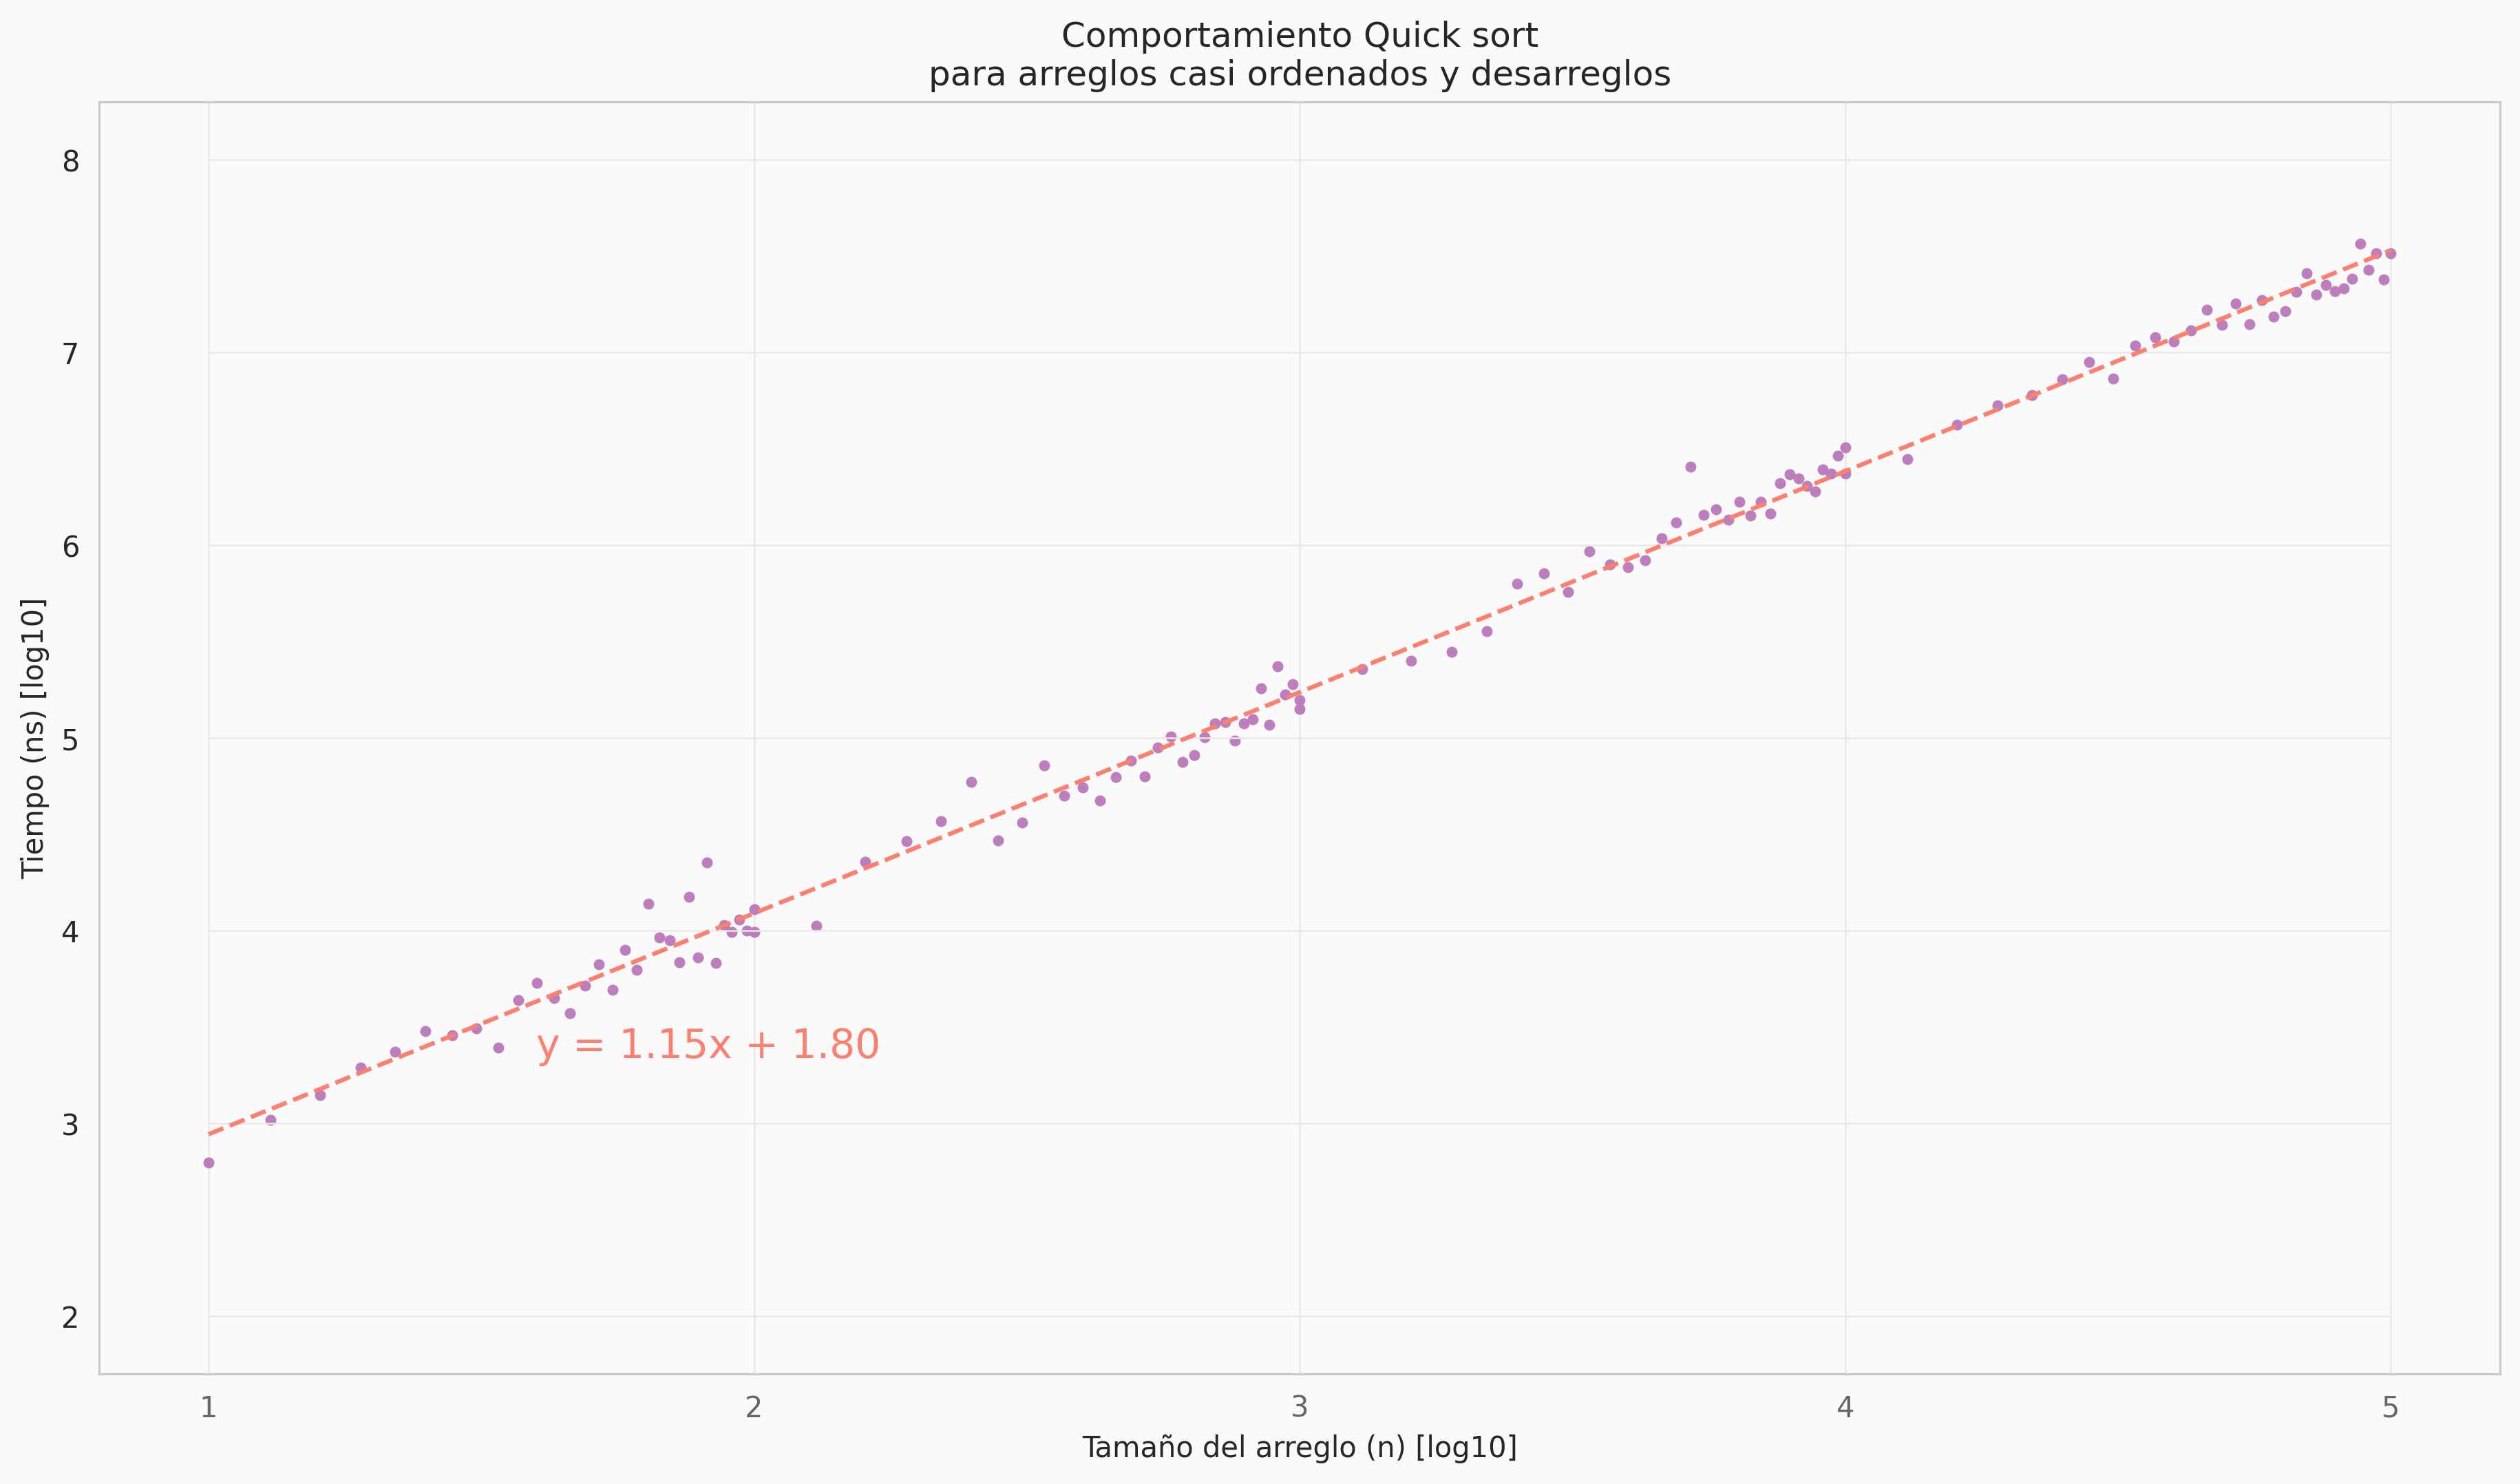 Comportamiento Quick sort
para arreglos casi ordenados y desarreglos
8
7
6
5
4
3
2
Tiempo (ns) [log10]
y = 1.15x + 1.80
1 2 3 4 5
Tamaño del arreglo (n) [log10]